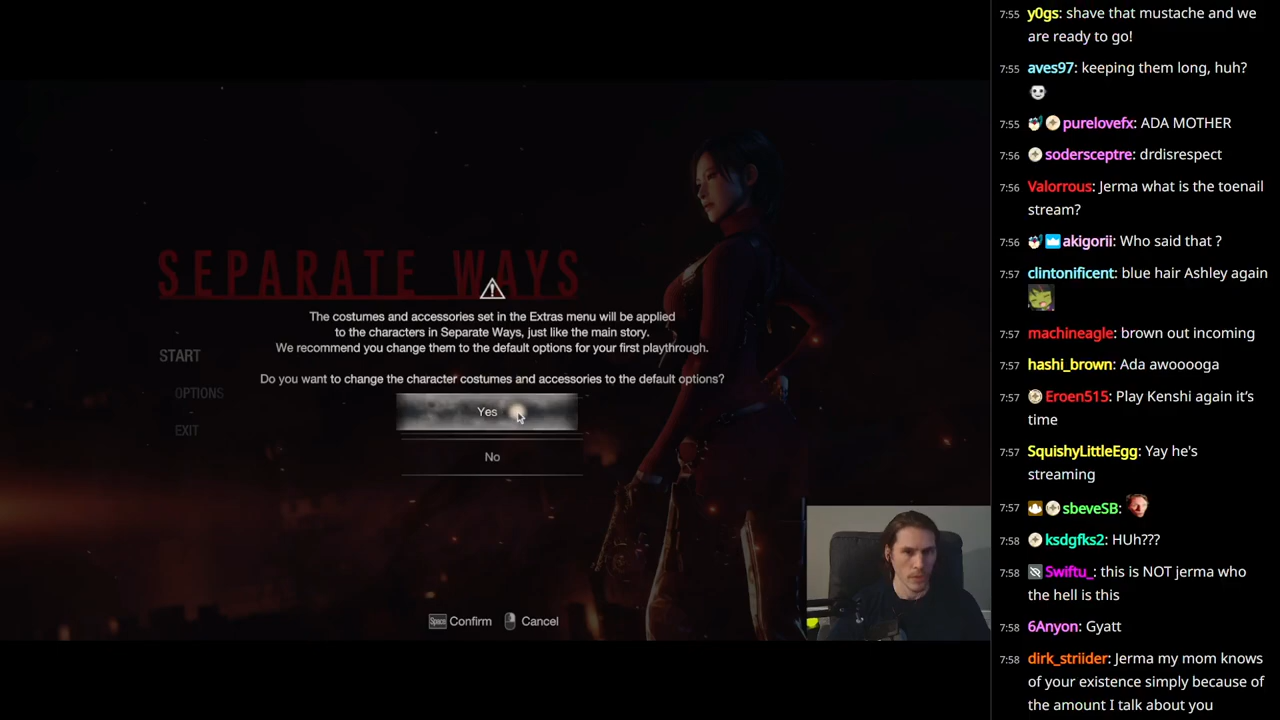 SEPARATE WAYS
The costumes and accessories set in the Extras menu will be applied
to the characters in Separate Ways, just like the main story.
We recommend you change them to the default options for your first playthrough.
Do you want to change the character costumes and accessories to the default options?
START
OPTIONS
EXIT
Yes
No
Space Confirm
Cancel
7:55 y0gs: shave that mustache and we
are ready to go!
7:55 aves97: keeping them long, huh?
7:55 purelovefx: ADA MOTHER
7:56 sodersceptre: drdisrespect
7:56 Valorrous: Jerma what is the toenail
stream?
7:56 akigorii: Who said that ?
7:57 clintonificent: blue hair Ashley again
7:57 machineagle: brown out incoming
7:57 hashi_brown: Ada awooooga
7:57 Eroen515: Play Kenshi again it’s
time
7:57 SquishyLittleEgg: Yay he's
streaming
7:57 sbeveSB:
7:58 ksdgfks2: HUh???
7:58 Swiftu_: this is NOT jerma who
the hell is this
7:58 6Anyon: Gyatt
7:58 dirk_striider: Jerma my mom knows
of your existence simply because of
the amount I talk about you